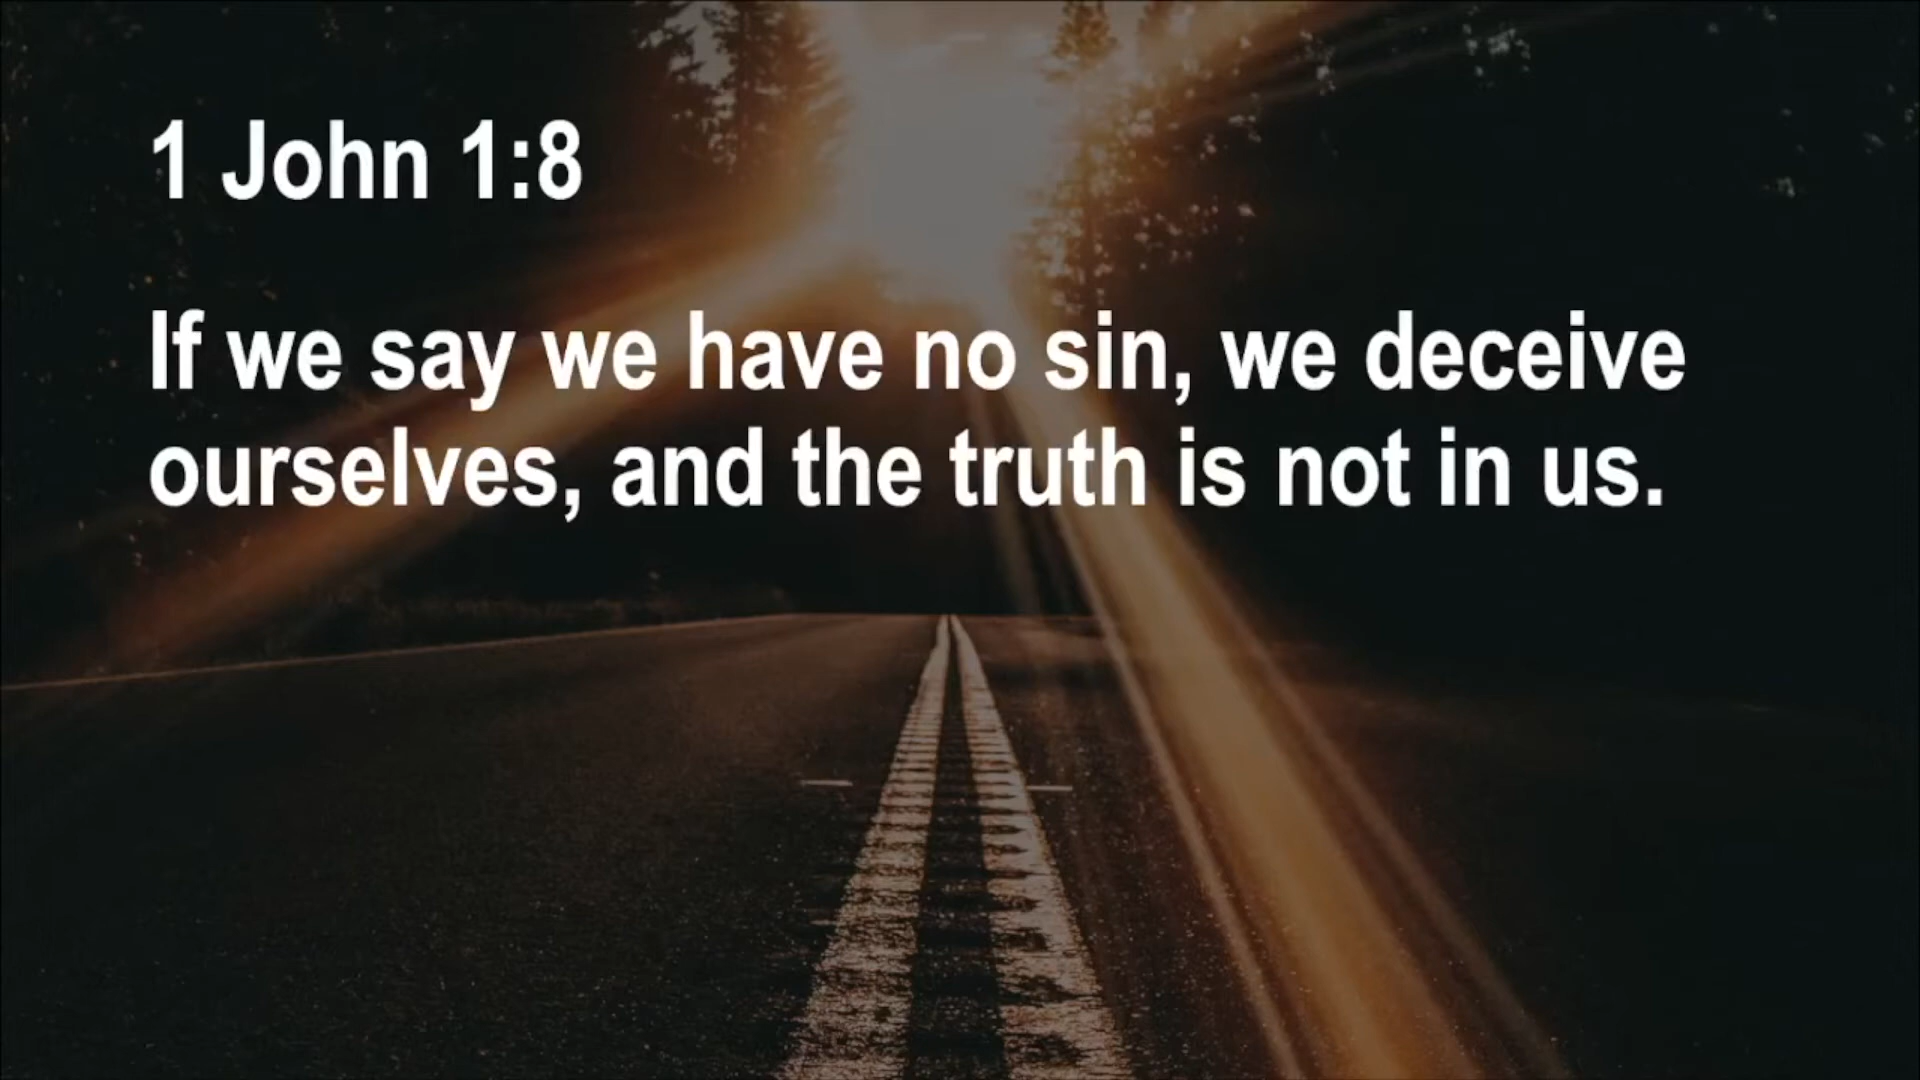 1 John 1:8
If we say we have no sin, we deceive
ourselves, and the truth is not in us.